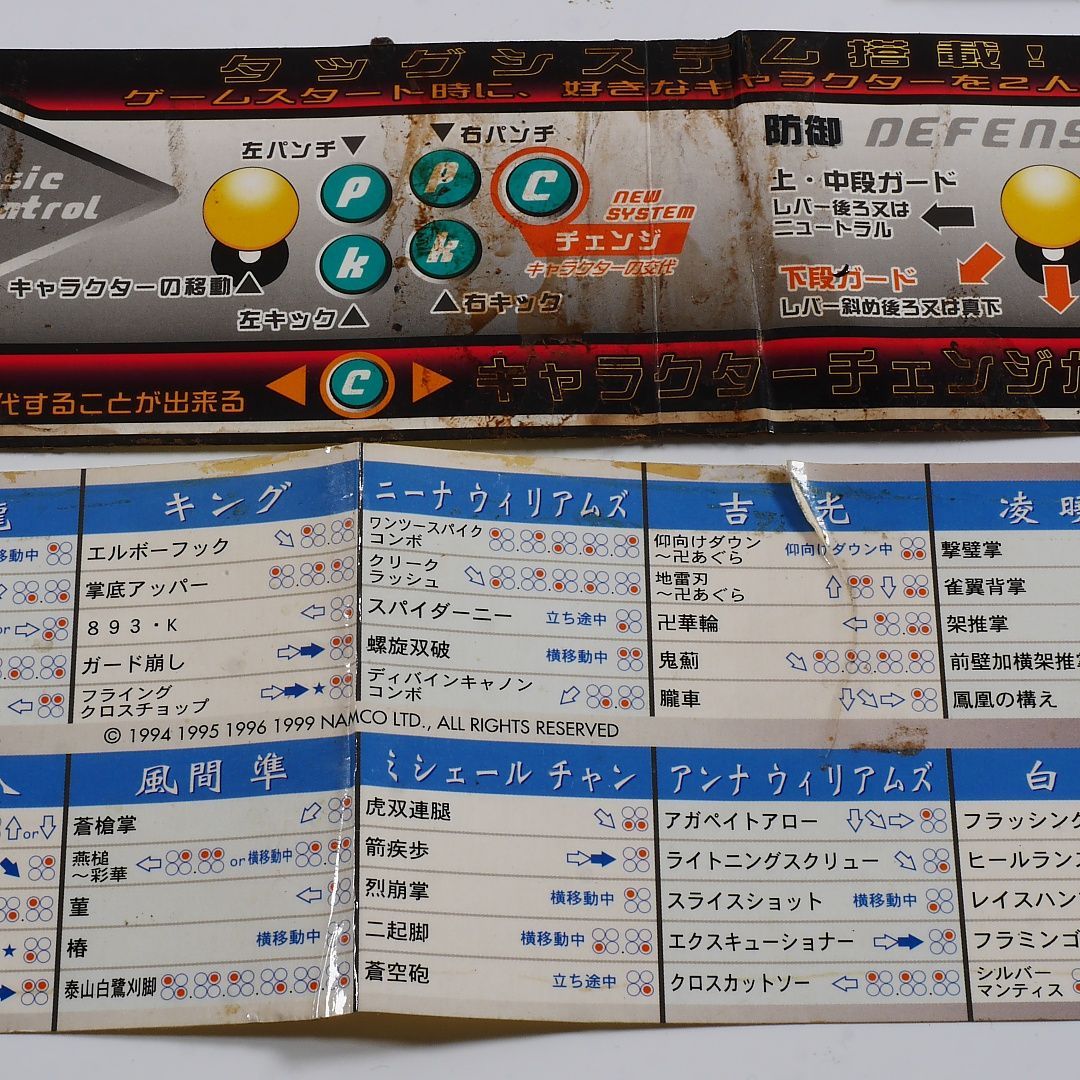 タッグシステム搭載!
ゲームスタート時に、好きなキャラクターを2人
sic
ntrol
左パンチ▼
▼右パンチ
P
P
C
k
k
NEW
SYSTEM
チェンジ
キャラクターの交代
キャラクターの移動▲
左キック▲
▲右キック
防御 DEFENS
上・中段ガード
レバー後ろ又は
ニュートラル
下段ガード
レバー斜め後ろ又は真下
代することが出来る
C
キャラクターチェンジ
龍
移動中
or
キング
エルボーフック
掌底アッパー
893・K
ガード崩し
フライング
クロスチョップ
ニーナ ウィリアムズ
ワンツースパイク
コンボ
クリーク
ラッシュ
スパイダーニー 立ち途中
螺旋双破 横移動中
ディバインキャノン
コンボ
吉光
仰向けダウン
～卍あぐら 仰向けダウン中
地雷刃
～卍あぐら
卍華輪
鬼薊
朧車
凌暁
撃壁掌
雀翼背掌
架推掌
前壁加横架推掌
鳳凰の構え
© 1994 1995 1996 1999 NAMCO LTD., ALL RIGHTS RESERVED
人
or
風間 準
蒼槍掌
燕槌
～彩華 or横移動中
菫
椿 横移動中
泰山白鷺刈脚
ミシェール チャン
虎双連腿
箭疾歩
烈崩掌 横移動中
二起脚 横移動中
蒼空砲 立ち途中
アンナ ウィリアムズ
アガペイトアロー
ライトニングスクリュー
スライスショット 横移動中
エクスキューショナー
クロスカットソー
白
フラッシング
ヒールラン
レイスハン
フラミンゴ
シルバー
マンティス